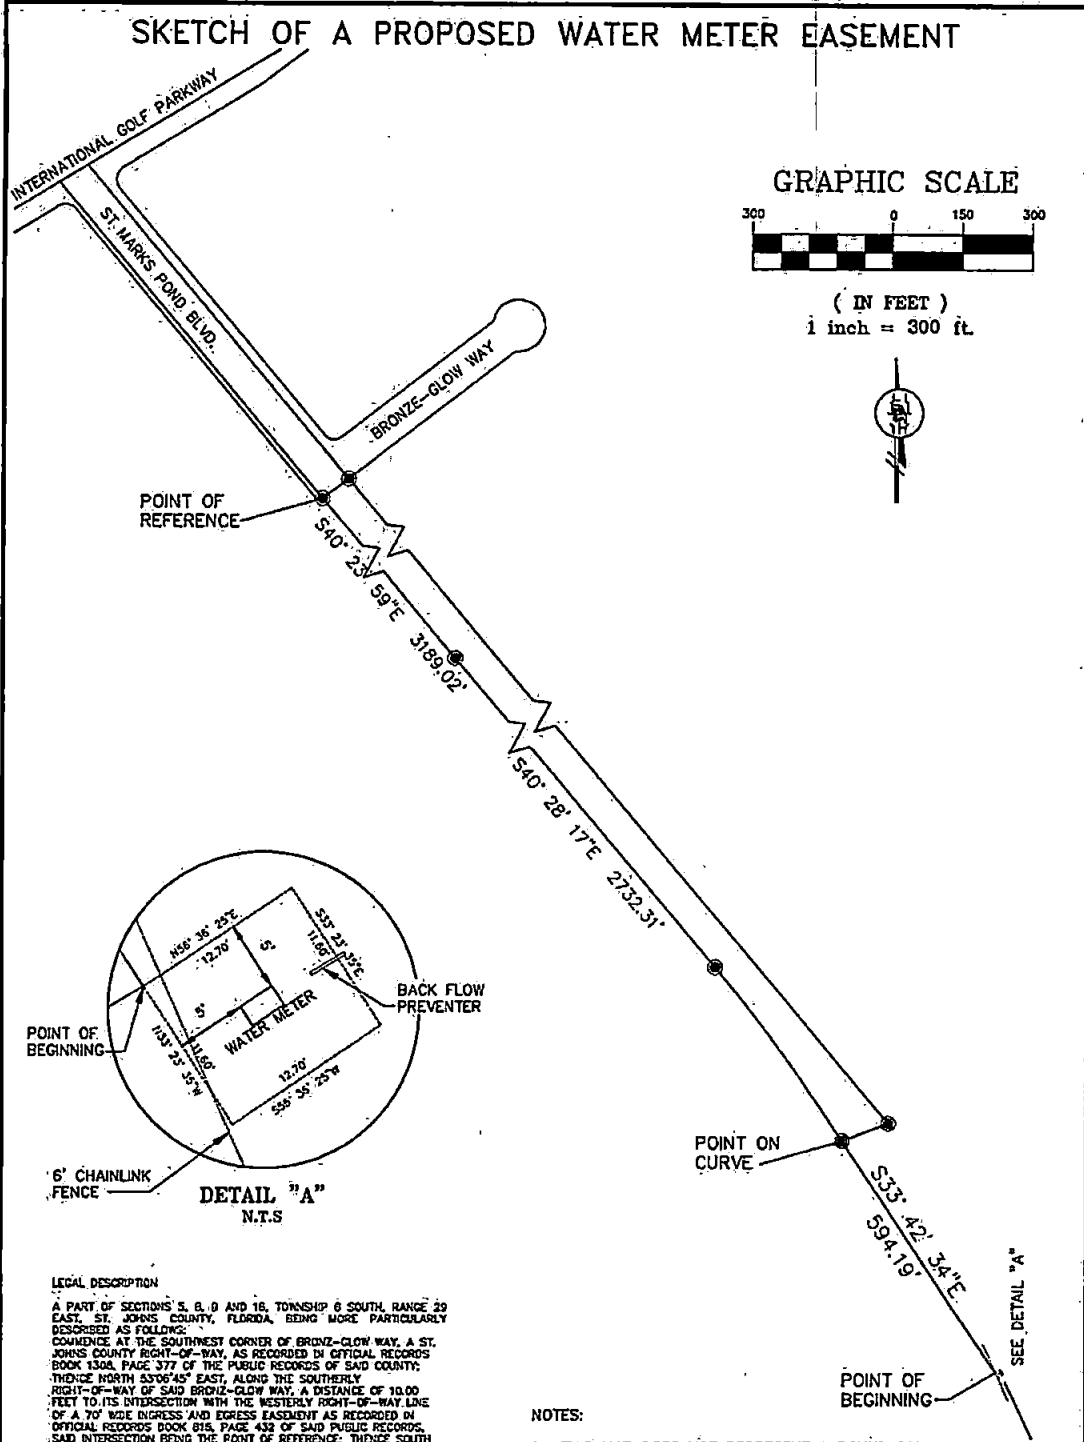 SKETCH OF A PROPOSED WATER METER EASEMENT
INTERNATIONAL GOLF PARKWAY
ST. MARKS POND BLVD.
BRONZE-GLOW WAY
GRAPHIC SCALE
300 0 150 300
( IN FEET )
1 inch = 300 ft.
POINT OF
REFERENCE
S40° 23' 59"E 3189.02'
S40° 28' 17"E 2732.31'
POINT ON
CURVE
S33° 42' 34"E
594.19'
SEE DETAIL "A"
POINT OF
BEGINNING
N56° 36' 25"E
12.70'
S33° 23' 35"E
11.60'
5'
5'
WATER METER
BACK FLOW
PREVENTER
POINT OF
BEGINNING
N33° 23' 35"W
11.60'
12.70'
S56° 36' 25"W
6' CHAINLINK
FENCE
DETAIL "A"
N.T.S
LEGAL DESCRIPTION
A PART OF SECTIONS 5, 8, 9 AND 16, TOWNSHIP 6 SOUTH, RANGE 29
EAST, ST. JOHNS COUNTY, FLORIDA, BEING MORE PARTICULARLY
DESCRIBED AS FOLLOWS:
COMMENCE AT THE SOUTHWEST CORNER OF BRONZ-GLOW WAY, A ST.
JOHNS COUNTY RIGHT-OF-WAY, AS RECORDED IN OFFICIAL RECORDS
BOOK 1308, PAGE 377 OF THE PUBLIC RECORDS OF SAID COUNTY;
THENCE NORTH 53°06'45" EAST, ALONG THE SOUTHERLY
RIGHT-OF-WAY OF SAID BRONZ-GLOW WAY, A DISTANCE OF 10.00
FEET TO ITS INTERSECTION WITH THE WESTERLY RIGHT-OF-WAY LINE
OF A 70' WIDE INGRESS AND EGRESS EASEMENT AS RECORDED IN
OFFICIAL RECORDS BOOK 815, PAGE 432 OF SAID PUBLIC RECORDS,
SAID INTERSECTION BEING THE POINT OF REFERENCE; THENCE SOUTH
NOTES: